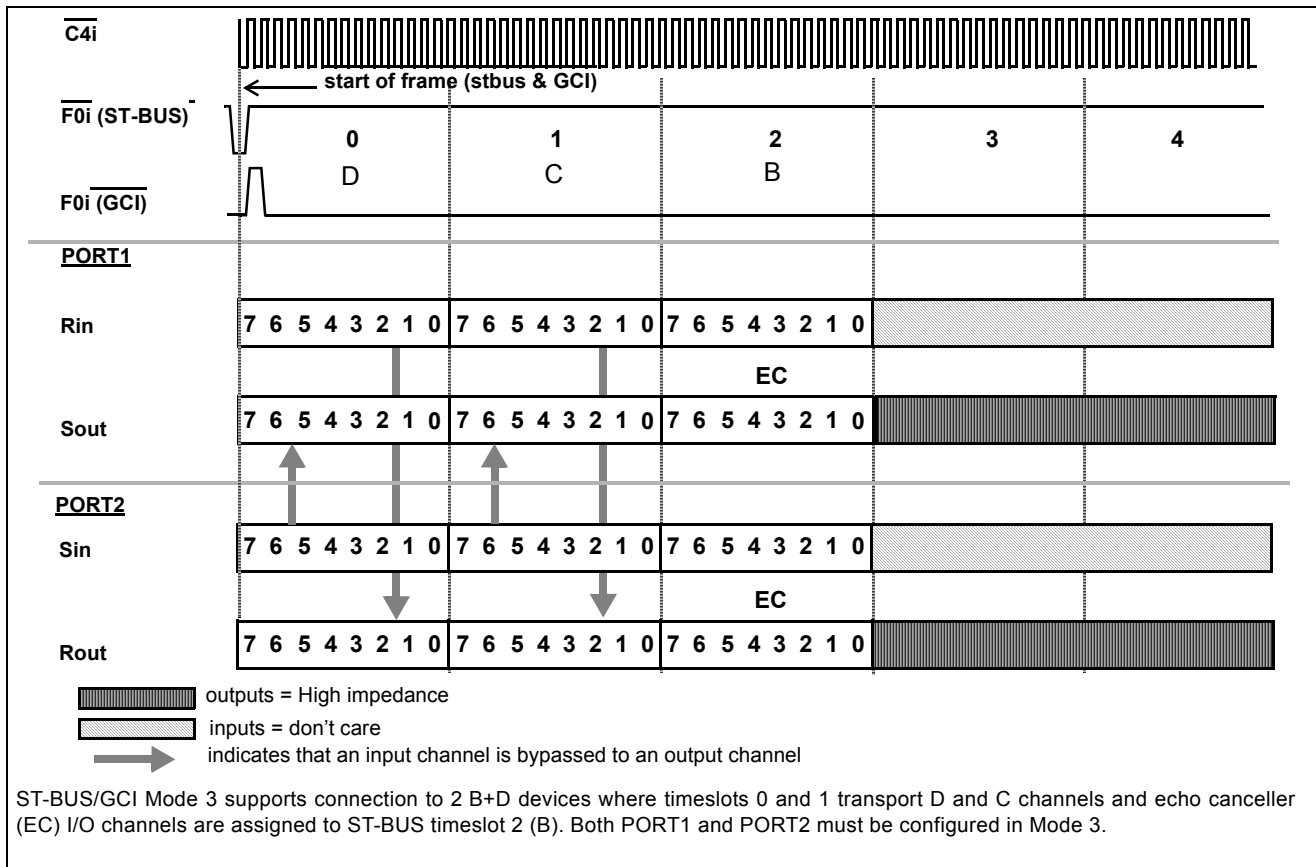 C4i
start of frame (stbus & GCI)
F0i (ST-BUS)
0 1 2 3 4
D C B
F0i (GCI)
PORT1
Rin 7 6 5 4 3 2 1 0 7 6 5 4 3 2 1 0 7 6 5 4 3 2 1 0
EC
Sout 7 6 5 4 3 2 1 0 7 6 5 4 3 2 1 0 7 6 5 4 3 2 1 0
PORT2
Sin 7 6 5 4 3 2 1 0 7 6 5 4 3 2 1 0 7 6 5 4 3 2 1 0
EC
Rout 7 6 5 4 3 2 1 0 7 6 5 4 3 2 1 0 7 6 5 4 3 2 1 0
outputs = High impedance
inputs = don't care
indicates that an input channel is bypassed to an output channel
ST-BUS/GCI Mode 3 supports connection to 2 B+D devices where timeslots 0 and 1 transport D and C channels and echo canceller
(EC) I/O channels are assigned to ST-BUS timeslot 2 (B). Both PORT1 and PORT2 must be configured in Mode 3.